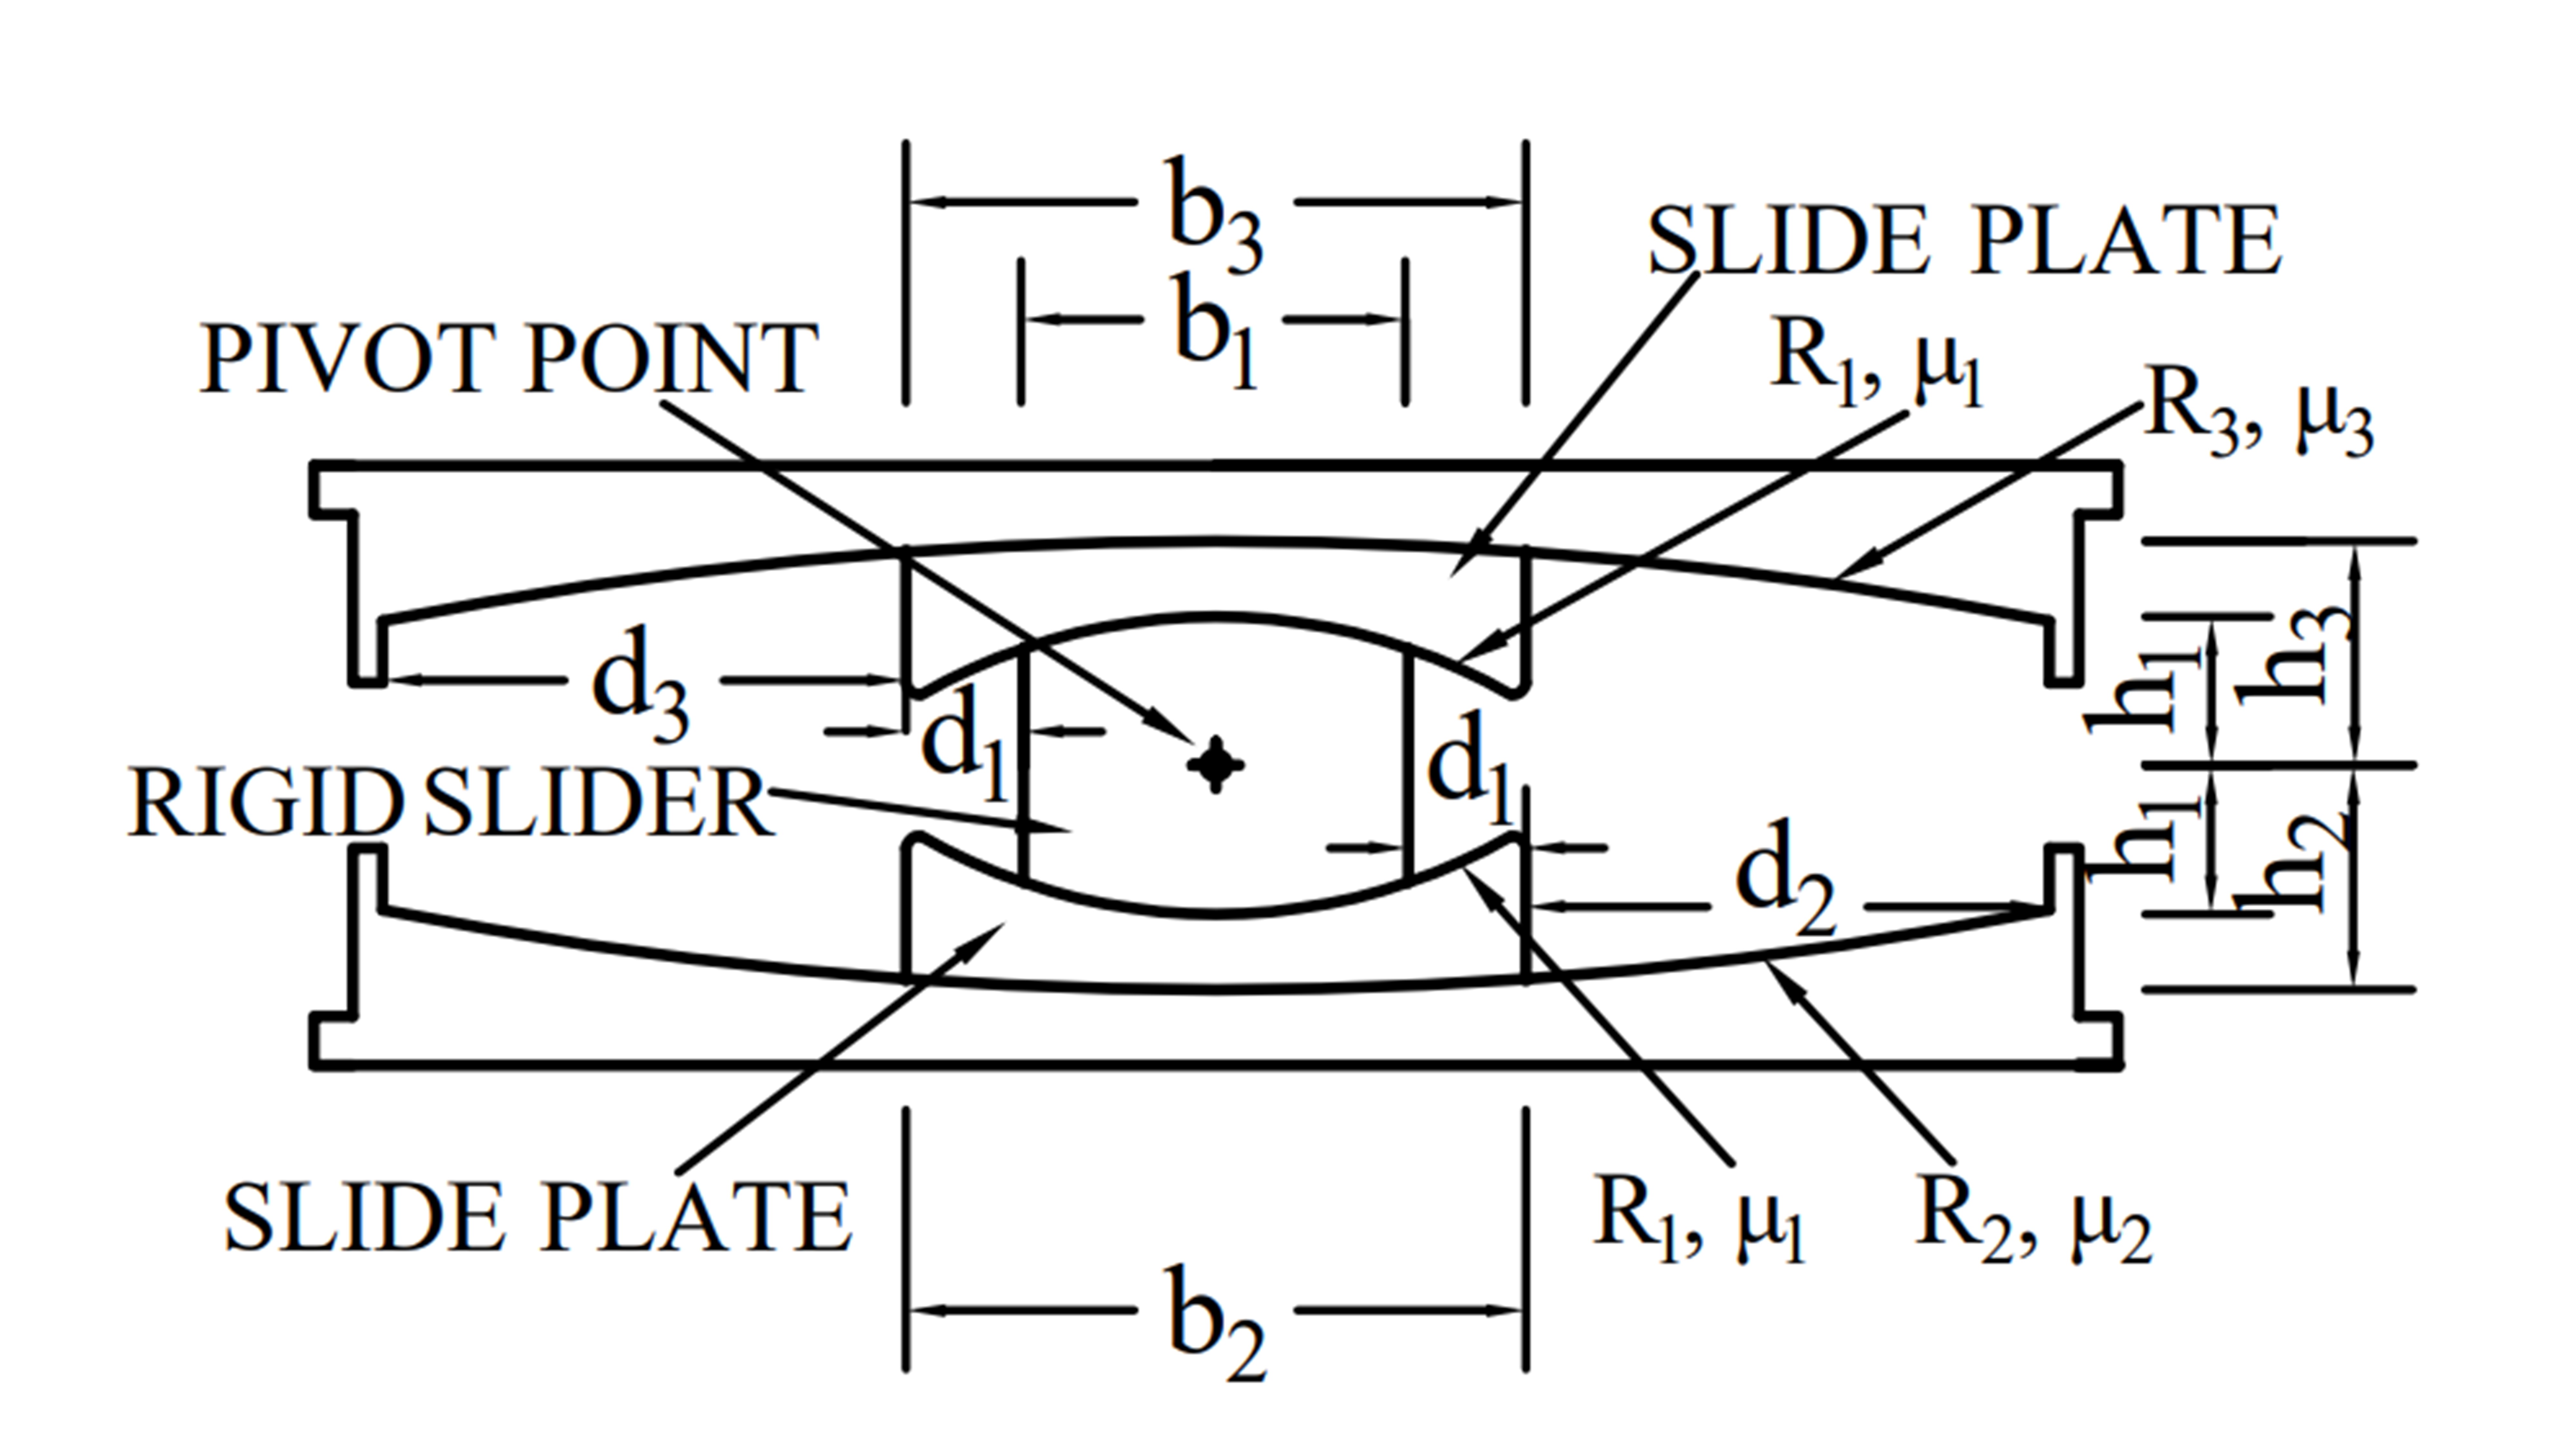 b₃
SLIDE PLATE
b₁
R₁, μ₁
PIVOT POINT
R₃, μ₃
d₃
d₁
d₁
h₁
h₃
RIGID SLIDER
d₂
h₁
h₂
SLIDE PLATE
R₁, μ₁
R₂, μ₂
b₂